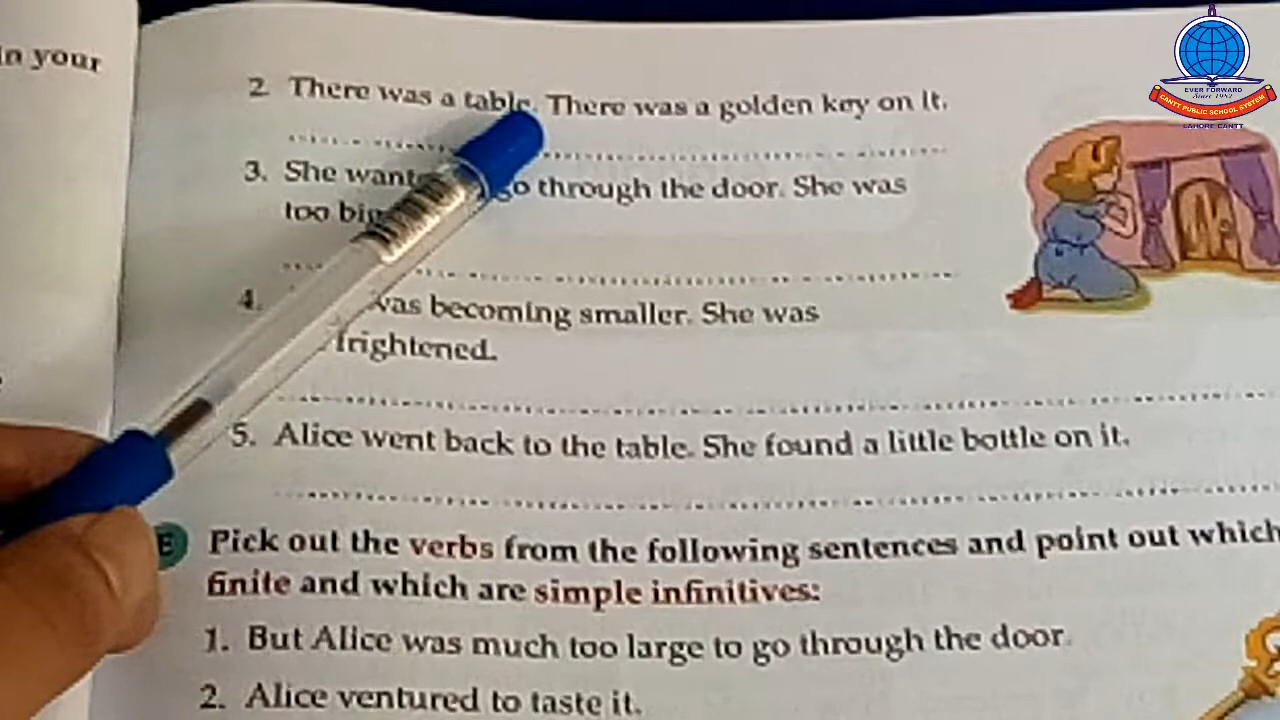 in your
2. There was a table. There was a golden key on it.
3. She go through the door. She was
too big
4. was becoming smaller. She was
frightened.
5. Alice went back to the table. She found a little bottle on it.
E Pick out the verbs from the following sentences and point out which
finite and which are simple infinitives:
1. But Alice was much too large to go through the door.
2. Alice ventured to taste it.
EVER FORWARD
Since 1982
CANTT PUBLIC SCHOOL SYSTEM
LAHORE CANTT